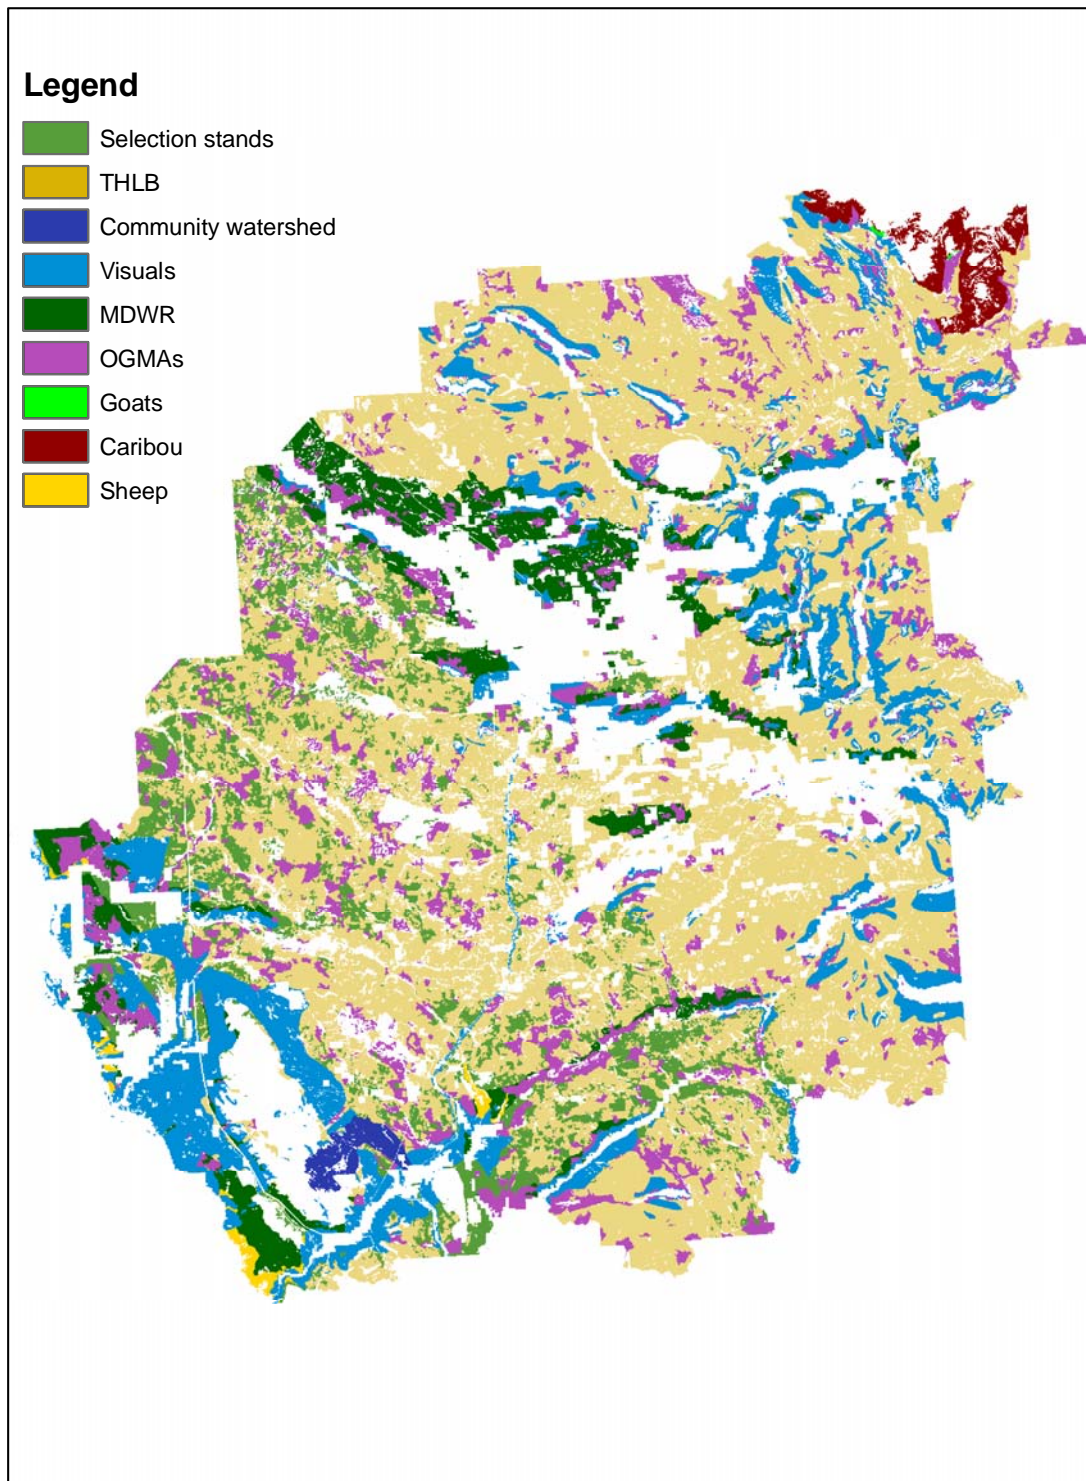 Legend
Selection stands
THLB
Community watershed
Visuals
MDWR
OGMAs
Goats
Caribou
Sheep